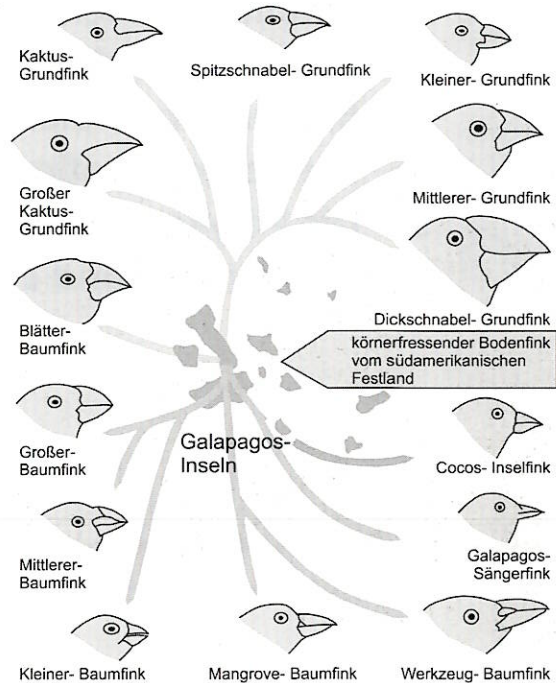 Kaktus-
Grundfink
Spitzschnabel- Grundfink
Kleiner- Grundfink
Großer
Kaktus-
Grundfink
Mittlerer- Grundfink
Dickschnabel- Grundfink
Blätter-
Baumfink
körnerfressender Bodenfink
vom südamerikanischen
Festland
Großer-
Baumfink
Galapagos-
Inseln
Cocos- Inselfink
Mittlerer-
Baumfink
Galapagos-
Sängerfink
Kleiner- Baumfink
Mangrove- Baumfink
Werkzeug- Baumfink